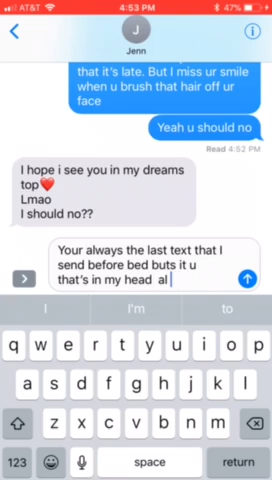 AT&T 4:53 PM 47%
J
Jenn
that it's late. But I miss ur smile
when u brush that hair off ur
face
Yeah u should no
Read 4:52 PM
I hope i see you in my dreams
top❤️
Lmao
I should no??
Your always the last text that I
send before bed buts it u
that's in my head al
I I'm to
q w e r t y u i o p
a s d f g h j k l
z x c v b n m
123 space return